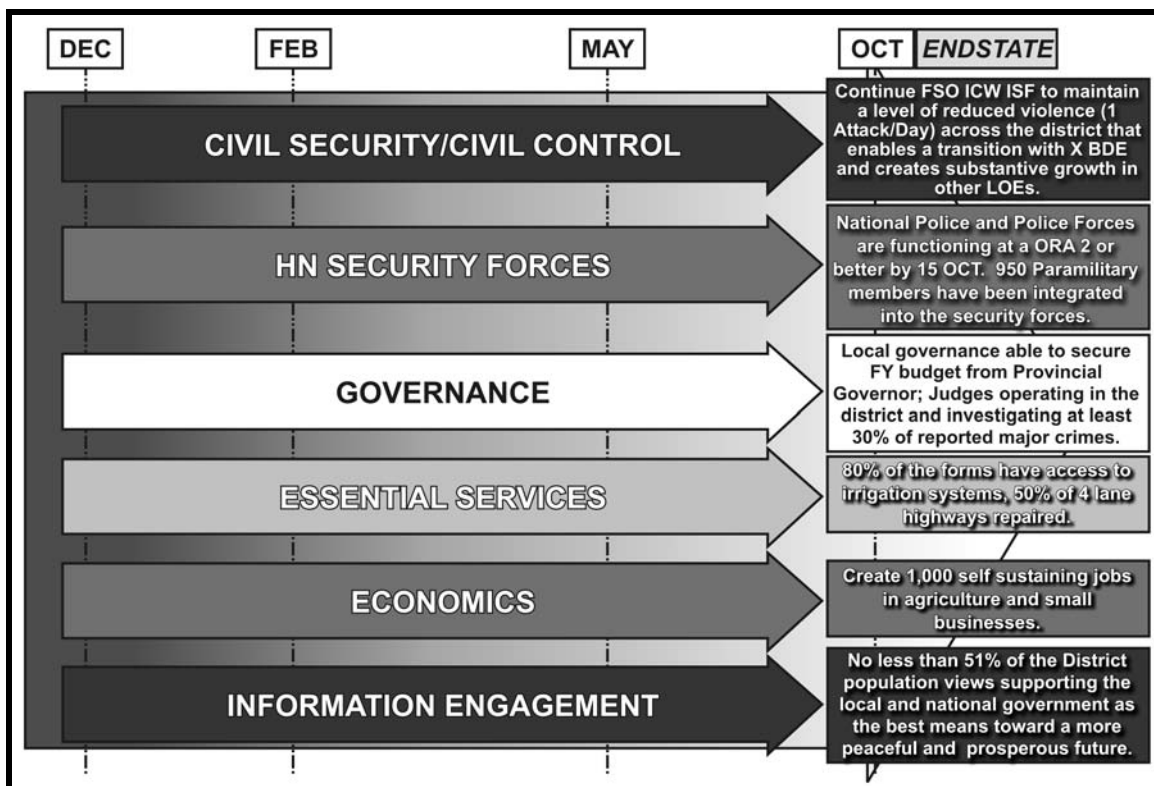 DEC
FEB
MAY
OCT
ENDSTATE
CIVIL SECURITY/CIVIL CONTROL
Continue FSO ICW ISF to maintain
a level of reduced violence (1
Attack/Day) across the district that
enables a transition with X BDE
and creates substantive growth in
other LOEs.
HN SECURITY FORCES
National Police and Police Forces
are functioning at a ORA 2 or
better by 15 OCT. 950 Paramilitary
members have been integrated
into the security forces.
GOVERNANCE
Local governance able to secure
FY budget from Provincial
Governor; Judges operating in the
district and investigating at least
30% of reported major crimes.
ESSENTIAL SERVICES
80% of the forms have access to
irrigation systems, 50% of 4 lane
highways repaired.
ECONOMICS
Create 1,000 self sustaining jobs
in agriculture and small
businesses.
INFORMATION ENGAGEMENT
No less than 51% of the District
population views supporting the
local and national government as
the best means toward a more
peaceful and prosperous future.